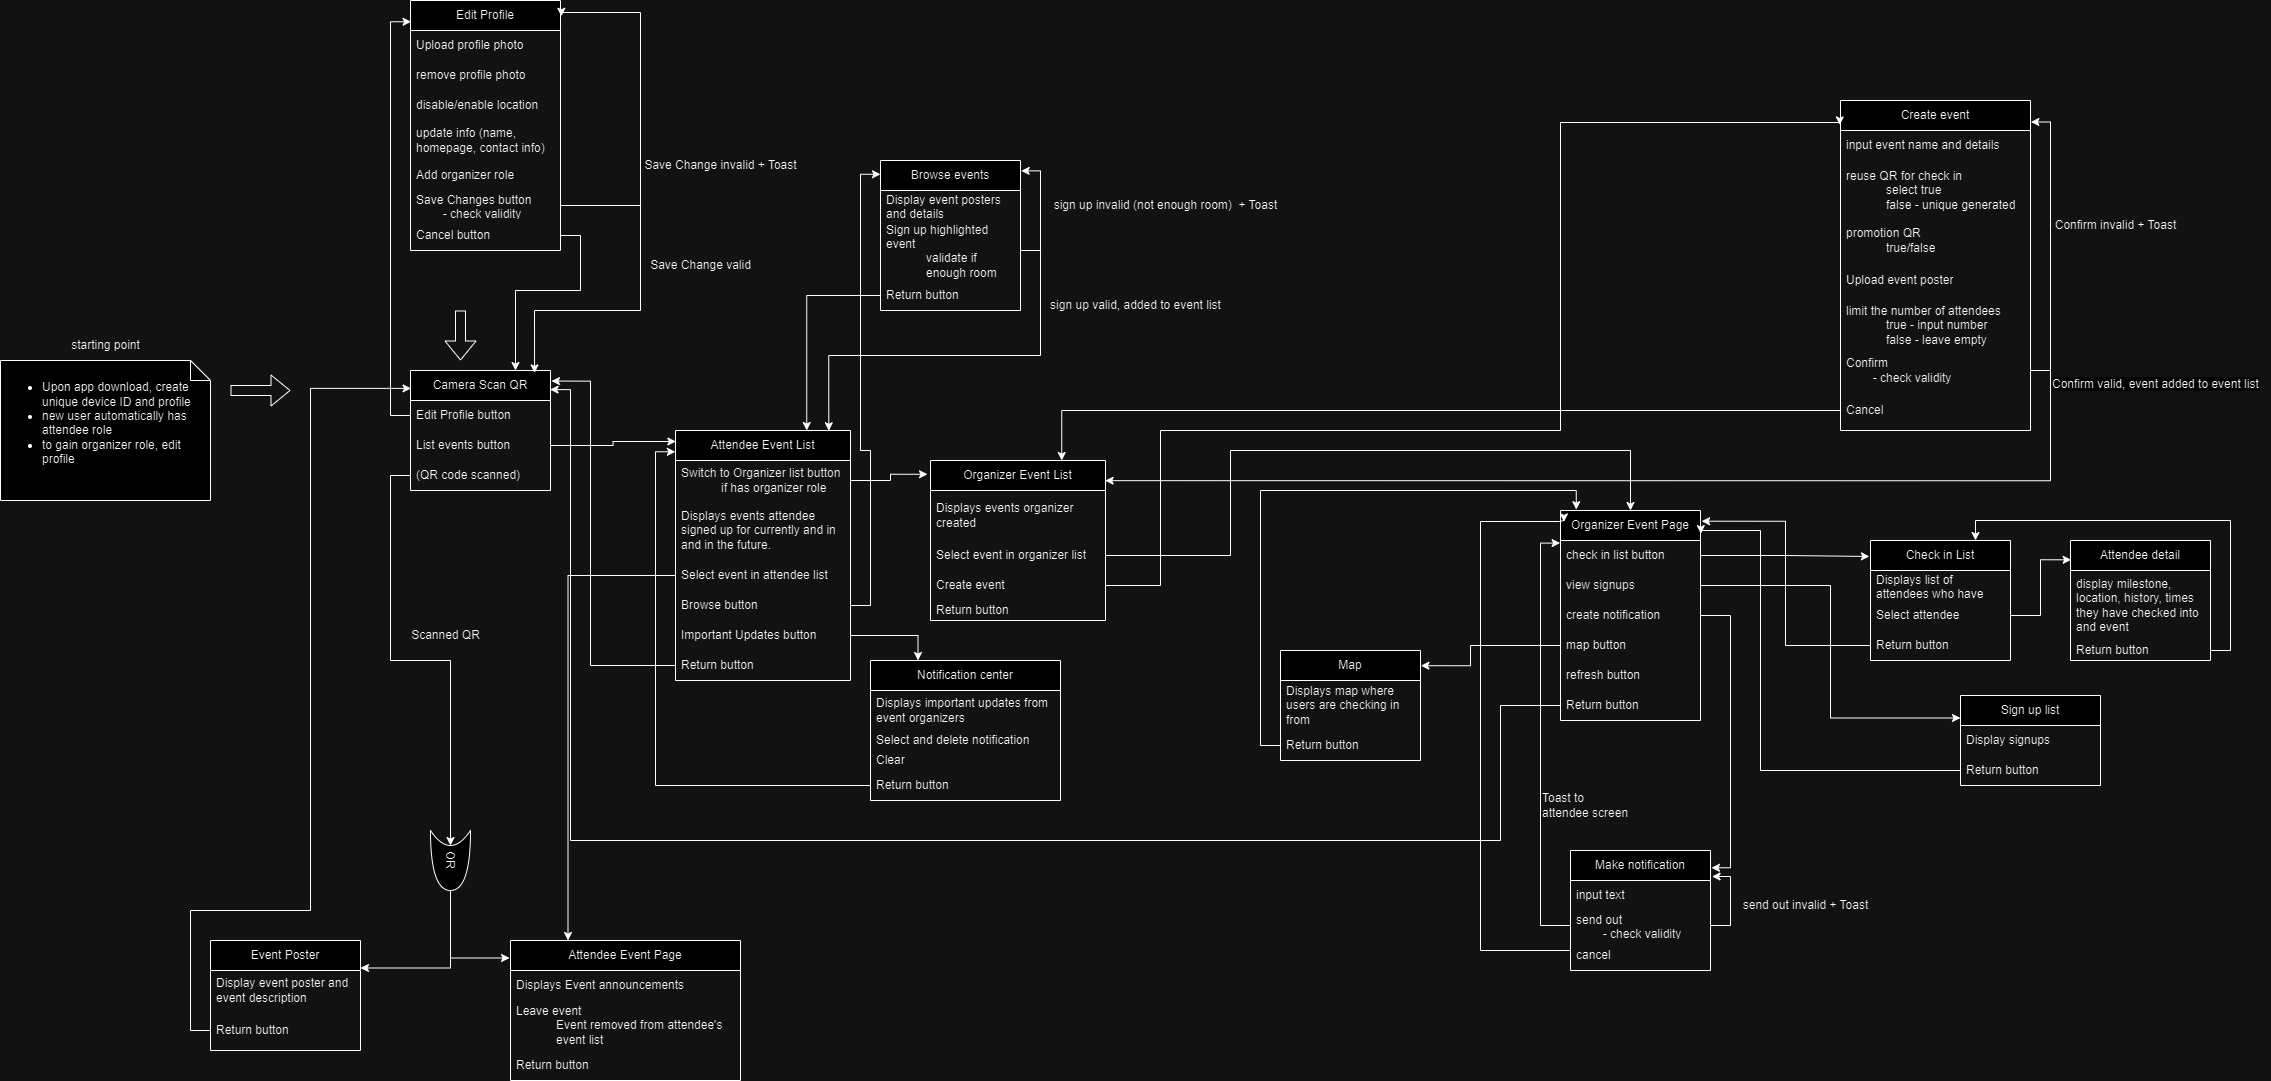 Edit Profile
Upload profile photo
remove profile photo
disable/enable location
update info (name,
homepage, contact info)
Add organizer role
Save Changes button
- check validity
Cancel button
Save Change invalid + Toast
Save Change valid
starting point
• Upon app download, create
unique device ID and profile
• new user automatically has
attendee role
• to gain organizer role, edit
profile
Camera Scan QR
Edit Profile button
List events button
(QR code scanned)
Scanned QR
OR
Event Poster
Display event poster and
event description
Return button
Attendee Event Page
Displays Event announcements
Leave event
Event removed from attendee's
event list
Return button
Browse events
Display event posters
and details
Sign up highlighted
event
validate if
enough room
Return button
sign up invalid (not enough room) + Toast
sign up valid, added to event list
Attendee Event List
Switch to Organizer list button
if has organizer role
Displays events attendee
signed up for currently and in
and in the future.
Select event in attendee list
Browse button
Important Updates button
Return button
Organizer Event List
Displays events organizer
created
Select event in organizer list
Create event
Return button
Notification center
Displays important updates from
event organizers
Select and delete notification
Clear
Return button
Create event
input event name and details
reuse QR for check in
select true
false - unique generated
promotion QR
true/false
Upload event poster
limit the number of attendees
true - input number
false - leave empty
Confirm
- check validity
Cancel
Confirm invalid + Toast
Confirm valid, event added to event list
Map
Displays map where
users are checking in
from
Return button
Organizer Event Page
check in list button
view signups
create notification
map button
refresh button
Return button
Check in List
Displays list of
attendees who have
Select attendee
Return button
Attendee detail
display milestone,
location, history, times
they have checked into
and event
Return button
Sign up list
Display signups
Return button
Toast to
attendee screen
Make notification
input text
send out
- check validity
cancel
send out invalid + Toast